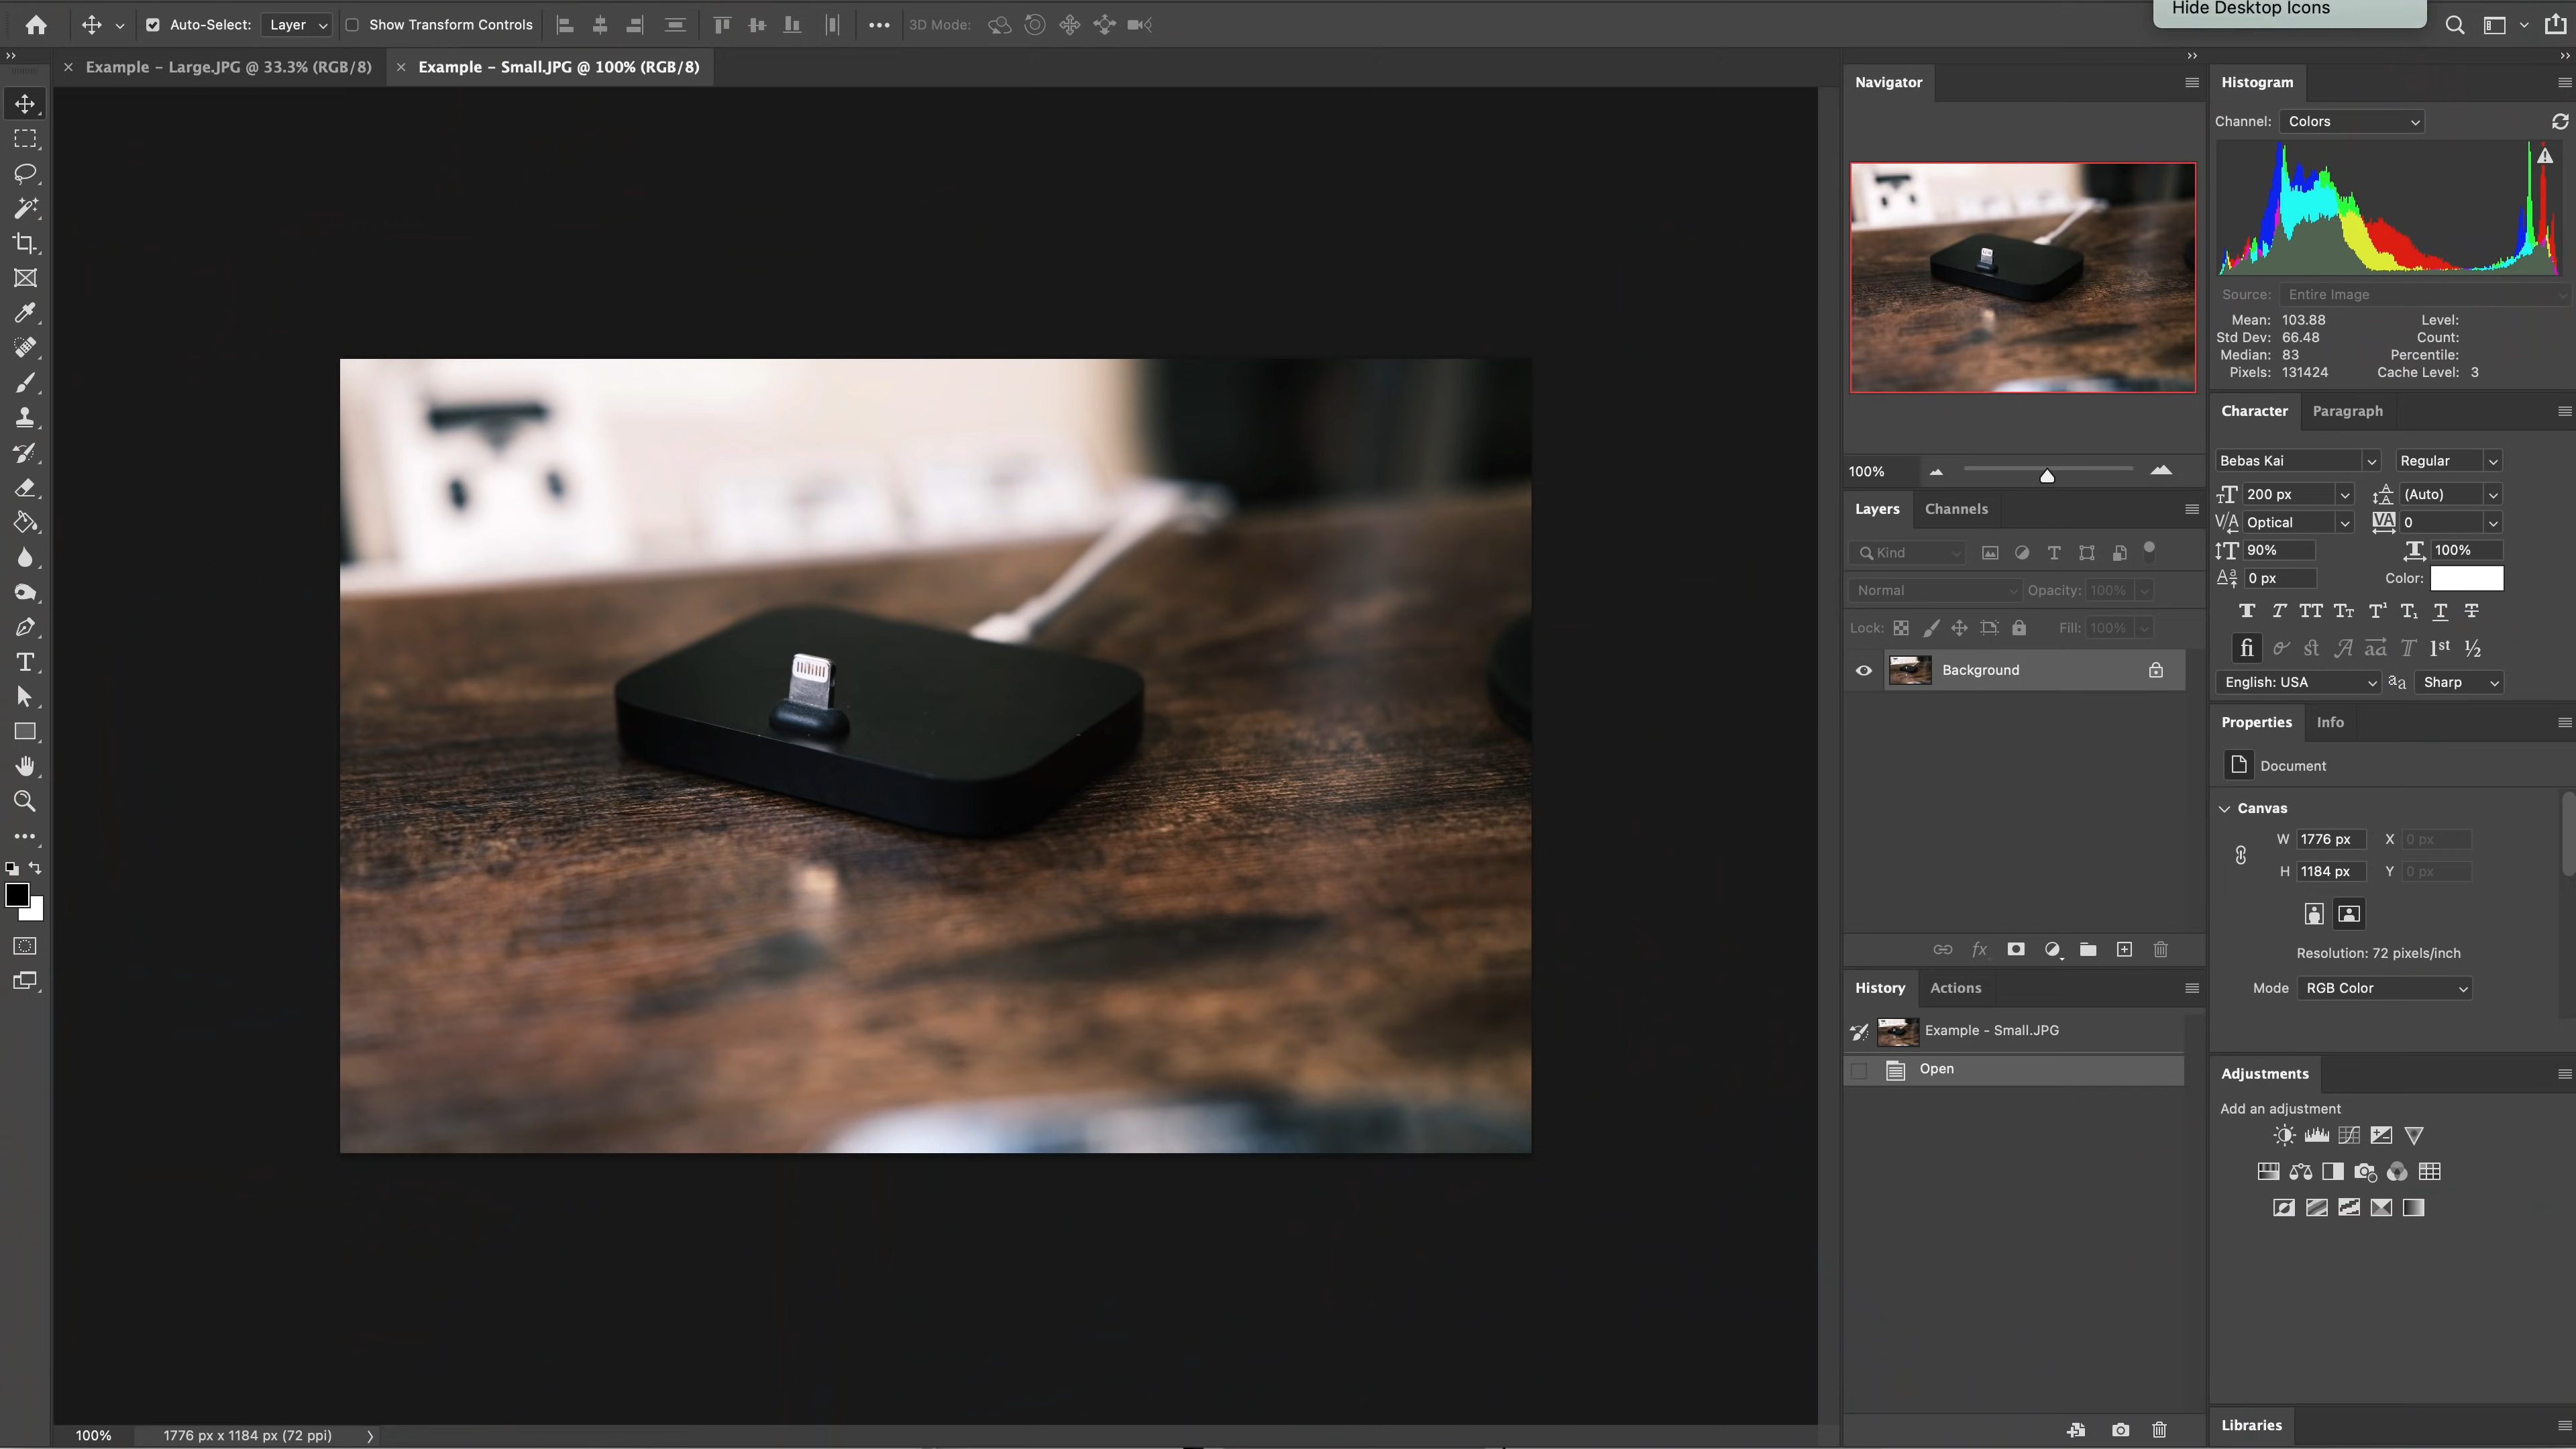 Hide Desktop Icons
Auto-Select: Layer Show Transform Controls 3D Mode:
Example – Large.JPG @ 33.3% (RGB/8) Example – Small.JPG @ 100% (RGB/8)
100% 1776 px x 1184 px (72 ppi)
Navigator
100%
Layers Channels
Kind
Normal Opacity: 100%
Lock: Fill: 100%
Background
History Actions
Example - Small.JPG
Open
Histogram
Channel: Colors
Source: Entire Image
Mean: 103.88 Level:
Std Dev: 66.48 Count:
Median: 83 Percentile:
Pixels: 131424 Cache Level: 3
Character Paragraph
Bebas Kai Regular
200 px (Auto)
Optical 0
90% 100%
0 px Color:
English: USA Sharp
Properties Info
Document
Canvas
W 1776 px X 0 px
H 1184 px Y 0 px
Resolution: 72 pixels/inch
Mode RGB Color
Adjustments
Add an adjustment
Libraries